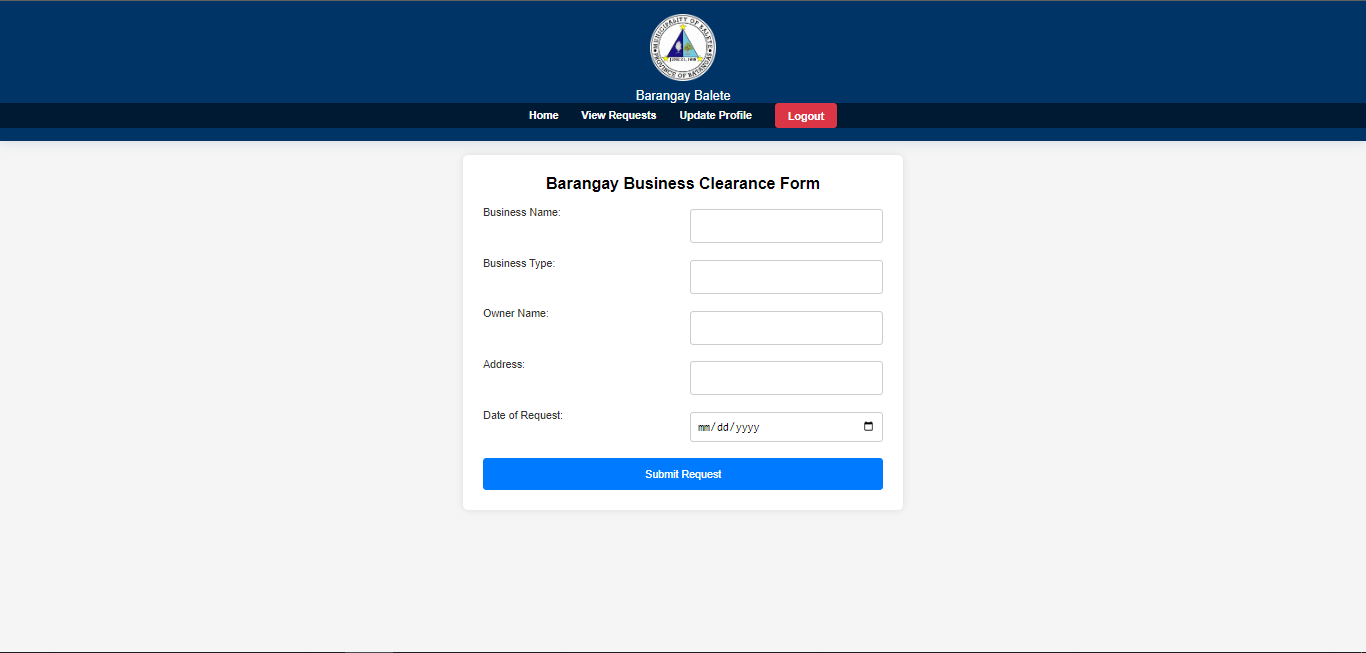 MUNICIPALITY OF BALETE
PROVINCE OF BATANGAS
Barangay Balete
Home View Requests Update Profile Logout
Barangay Business Clearance Form
Business Name:
Business Type:
Owner Name:
Address:
Date of Request: mm/dd/yyyy
Submit Request